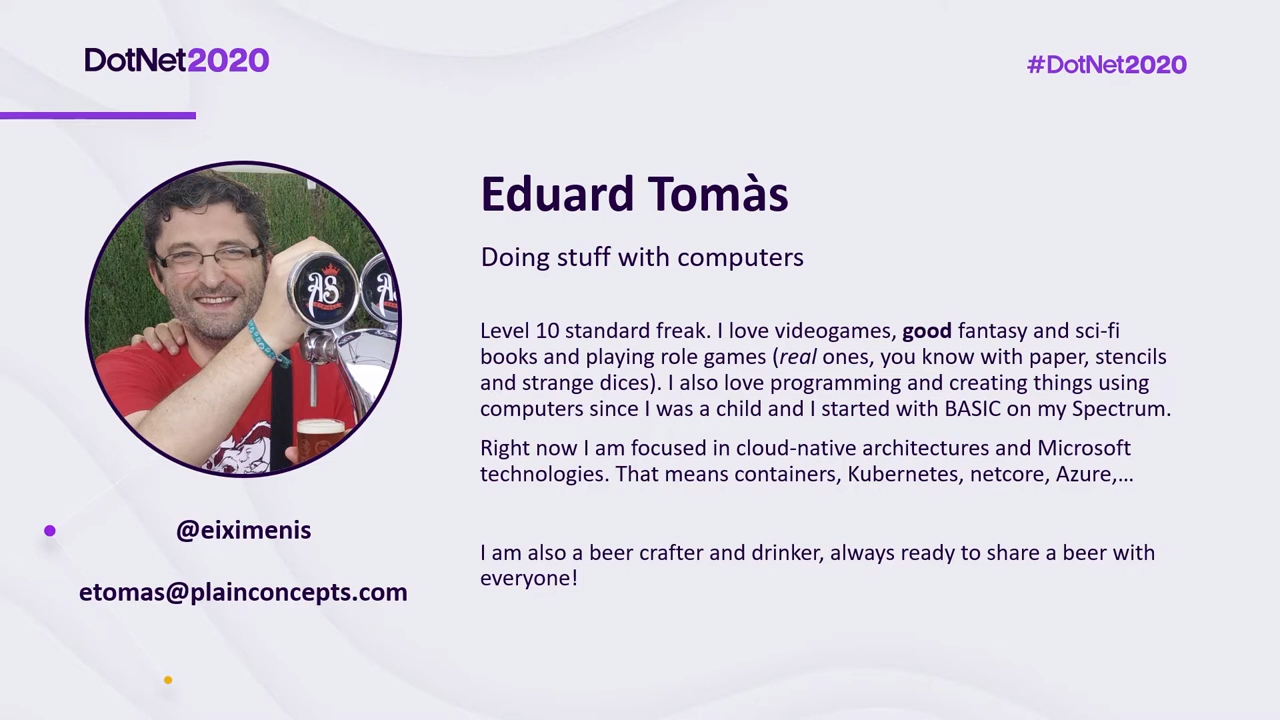 DotNet2020
#DotNet2020
Eduard Tomàs
Doing stuff with computers
Level 10 standard freak. I love videogames, good fantasy and sci-fi
books and playing role games (real ones, you know with paper, stencils
and strange dices). I also love programming and creating things using
computers since I was a child and I started with BASIC on my Spectrum.
Right now I am focused in cloud-native architectures and Microsoft
technologies. That means containers, Kubernetes, netcore, Azure,…
I am also a beer crafter and drinker, always ready to share a beer with
everyone!
AS
@eiximenis
etomas@plainconcepts.com